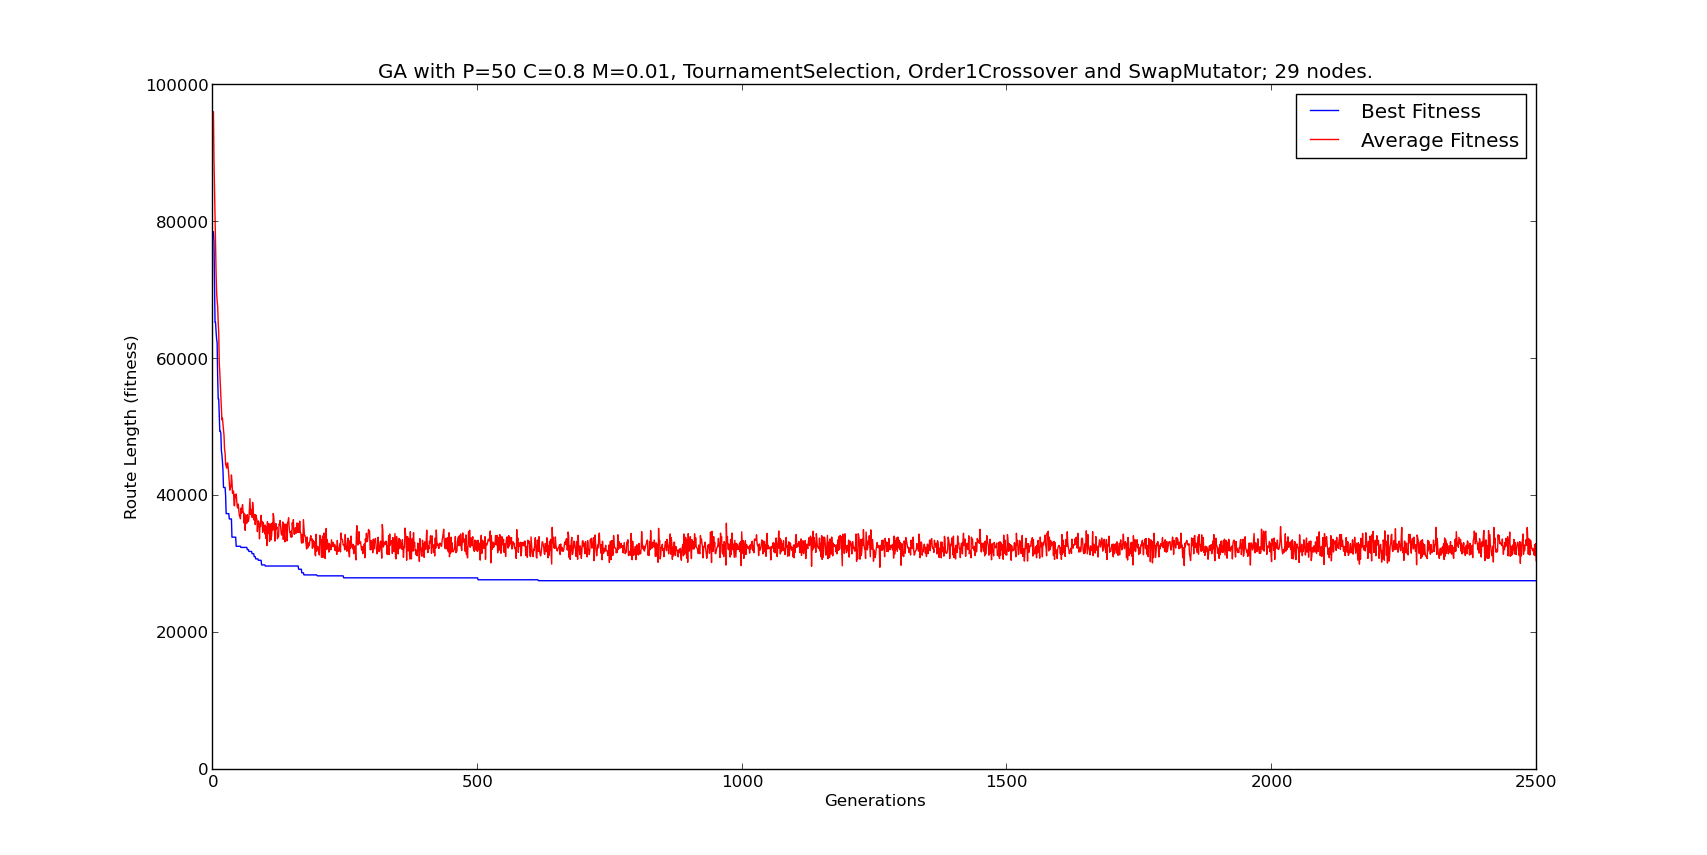 GA with P=50 C=0.8 M=0.01, TournamentSelection, Order1Crossover and SwapMutator; 29 nodes.
100000
80000
60000
40000
20000
0
Route Length (fitness)
Best Fitness
Average Fitness
0 500 1000 1500 2000 2500
Generations